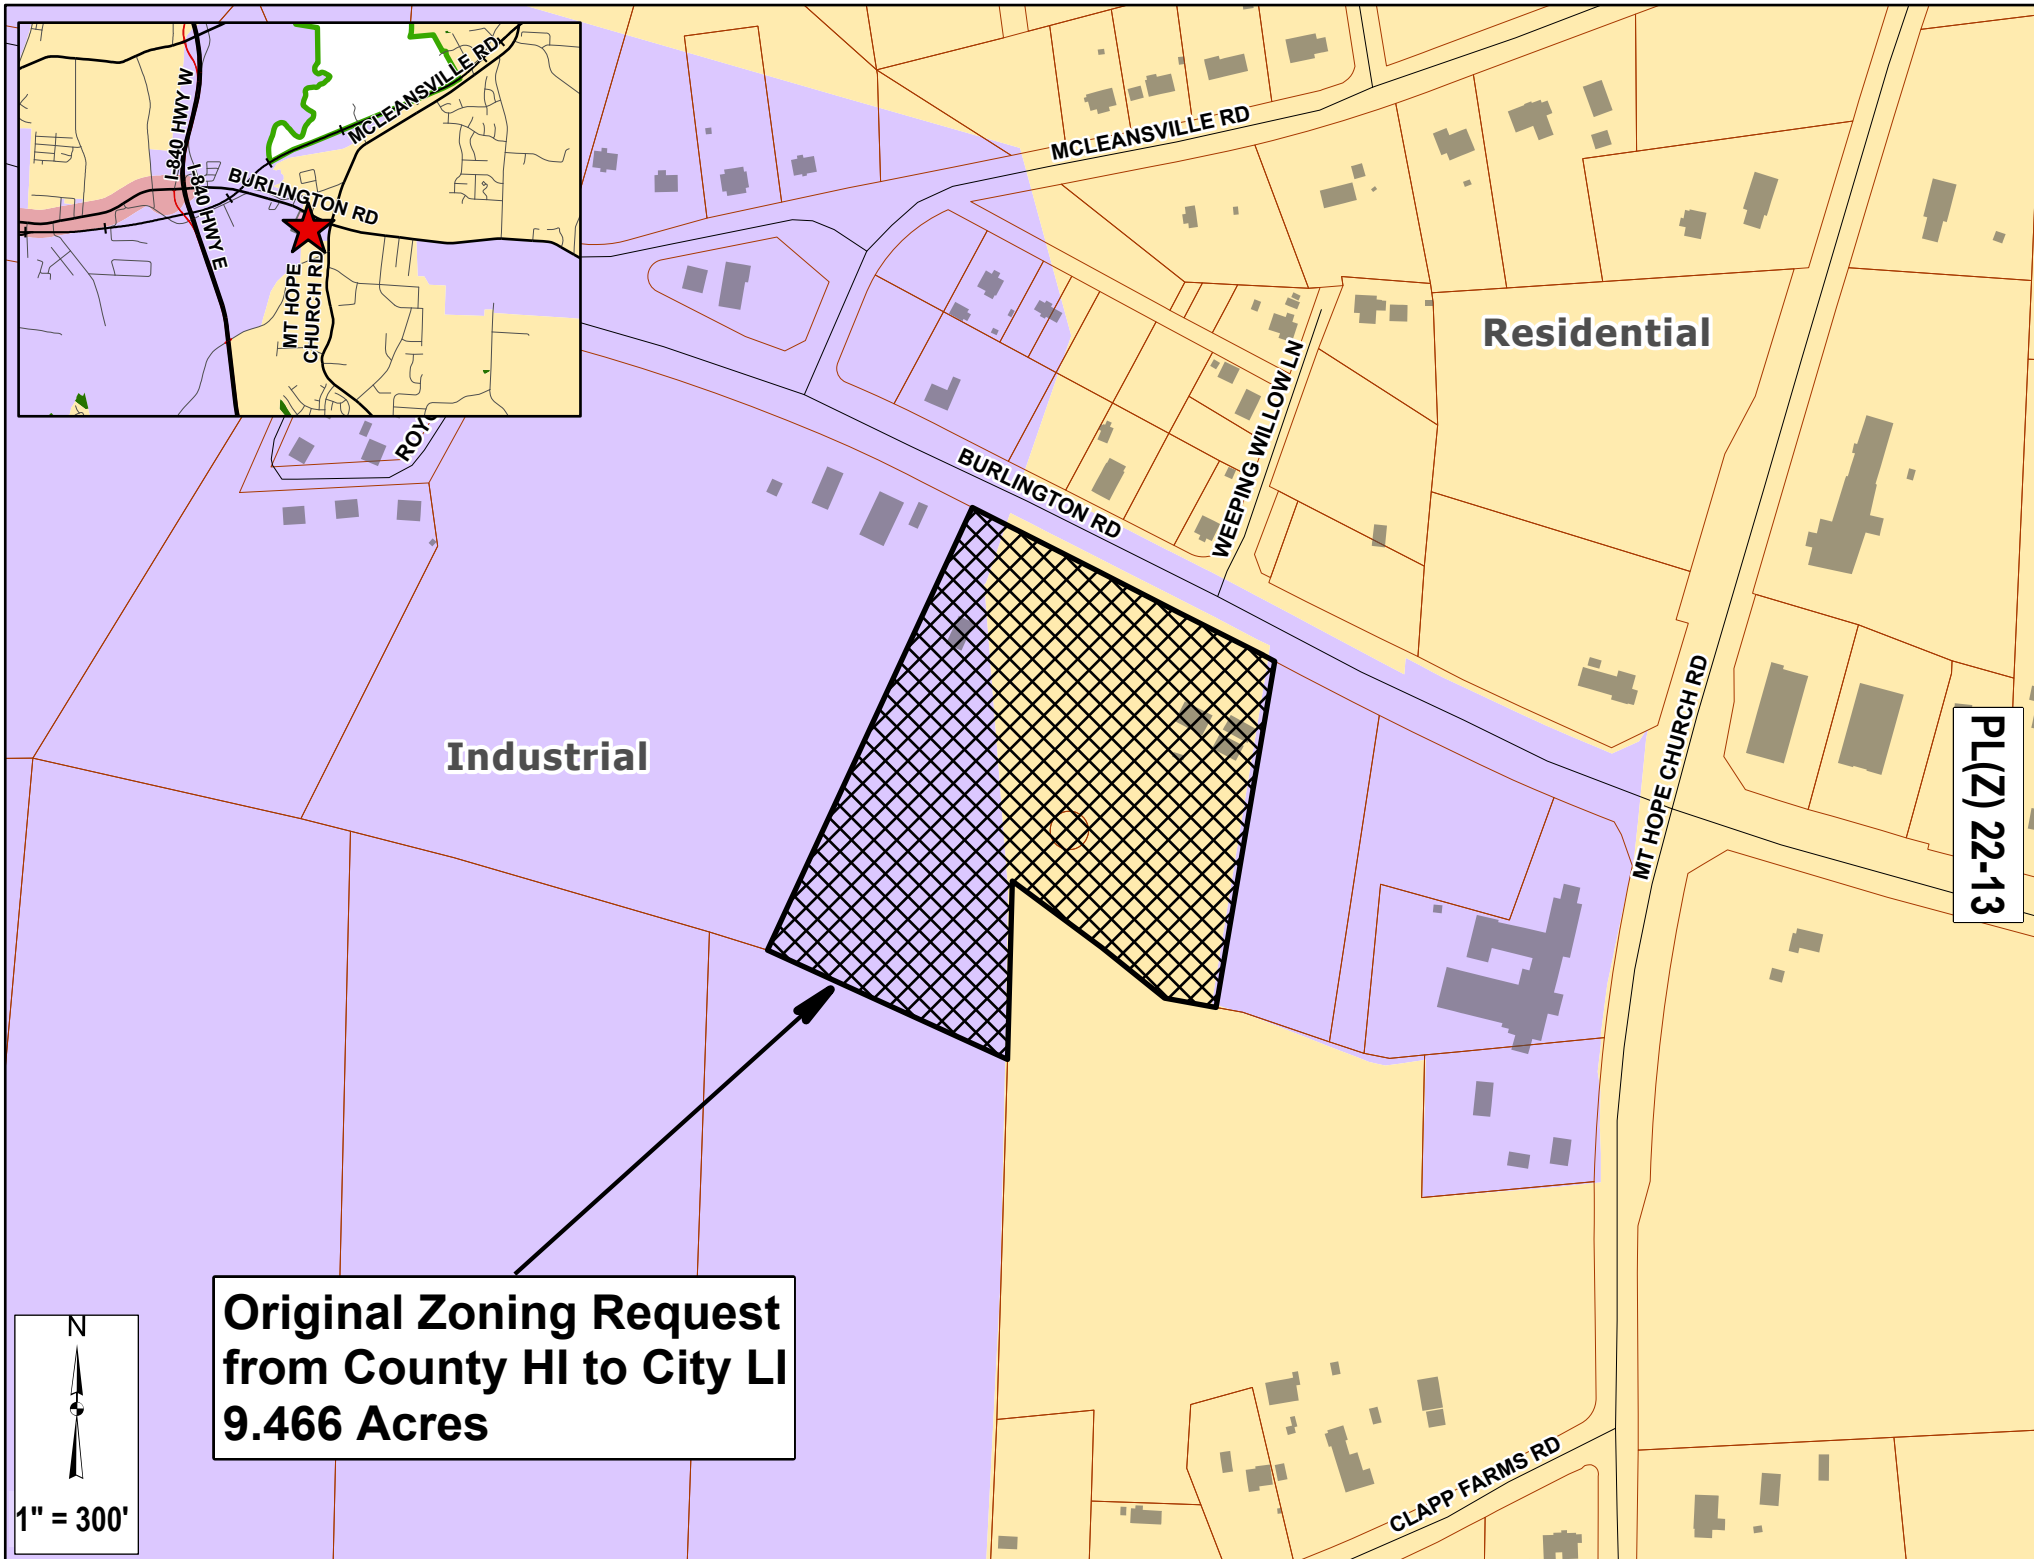 I-840 HWY W
I-840 HWY E
BURLINGTON RD
MCLEANSVILLE RD
MT HOPE
CHURCH RD
MCLEANSVILLE RD
Residential
WEEPING WILLOW LN
BURLINGTON RD
MT HOPE CHURCH RD
PL(Z) 22-13
Industrial
Original Zoning Request
from County HI to City LI
9.466 Acres
CLAPP FARMS RD
N
1" = 300'